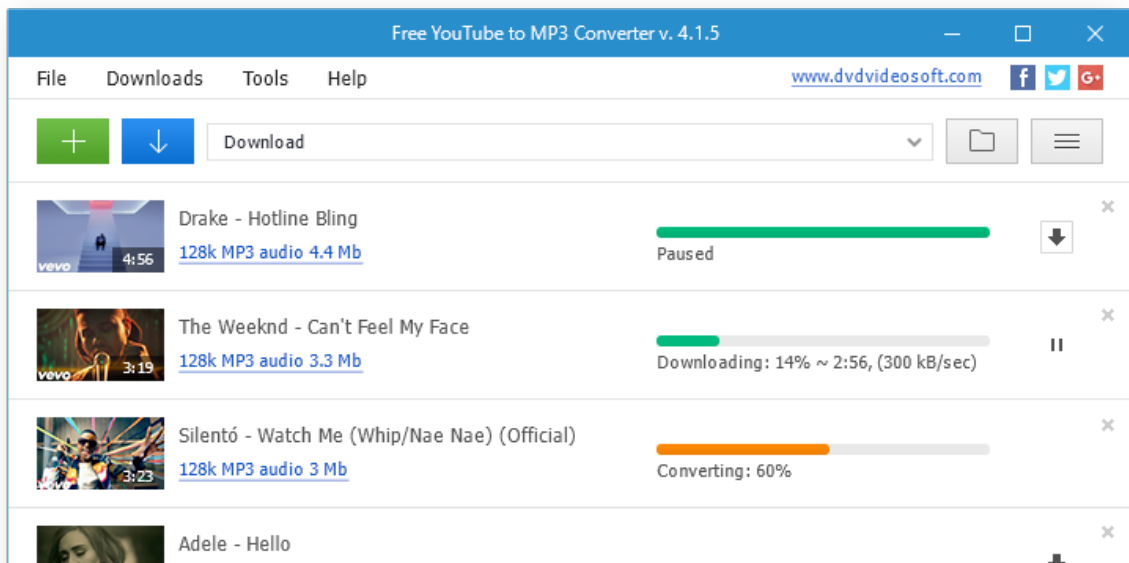 Free YouTube to MP3 Converter v. 4.1.5
File Downloads Tools Help www.dvdvideosoft.com f G+
Download
Drake - Hotline Bling
128k MP3 audio 4.4 Mb
Paused
vevo 4:56
The Weeknd - Can't Feel My Face
128k MP3 audio 3.3 Mb
Downloading: 14% ~ 2:56, (300 kB/sec)
vevo 3:19
Silentó - Watch Me (Whip/Nae Nae) (Official)
128k MP3 audio 3 Mb
Converting: 60%
vevo 3:23
Adele - Hello